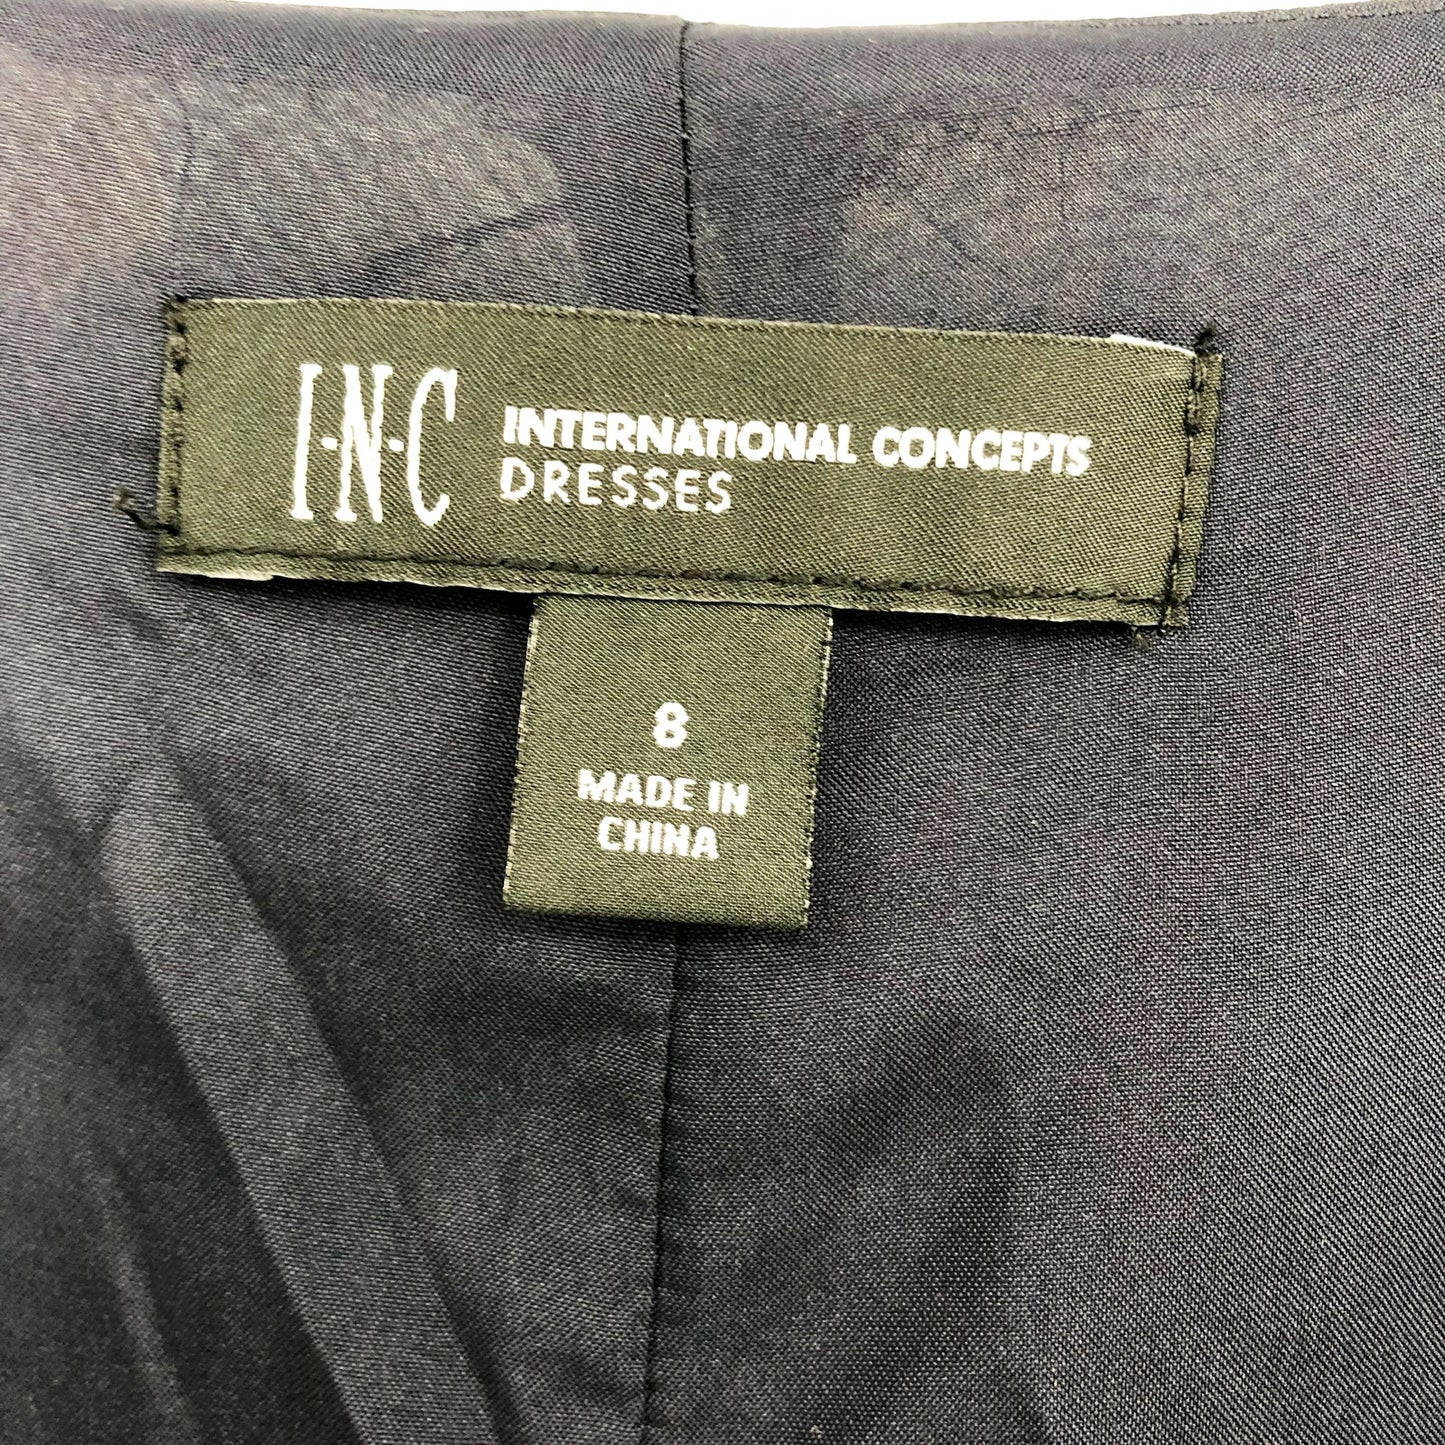 I·N·C INTERNATIONAL CONCEPTS
DRESSES
8
MADE IN
CHINA